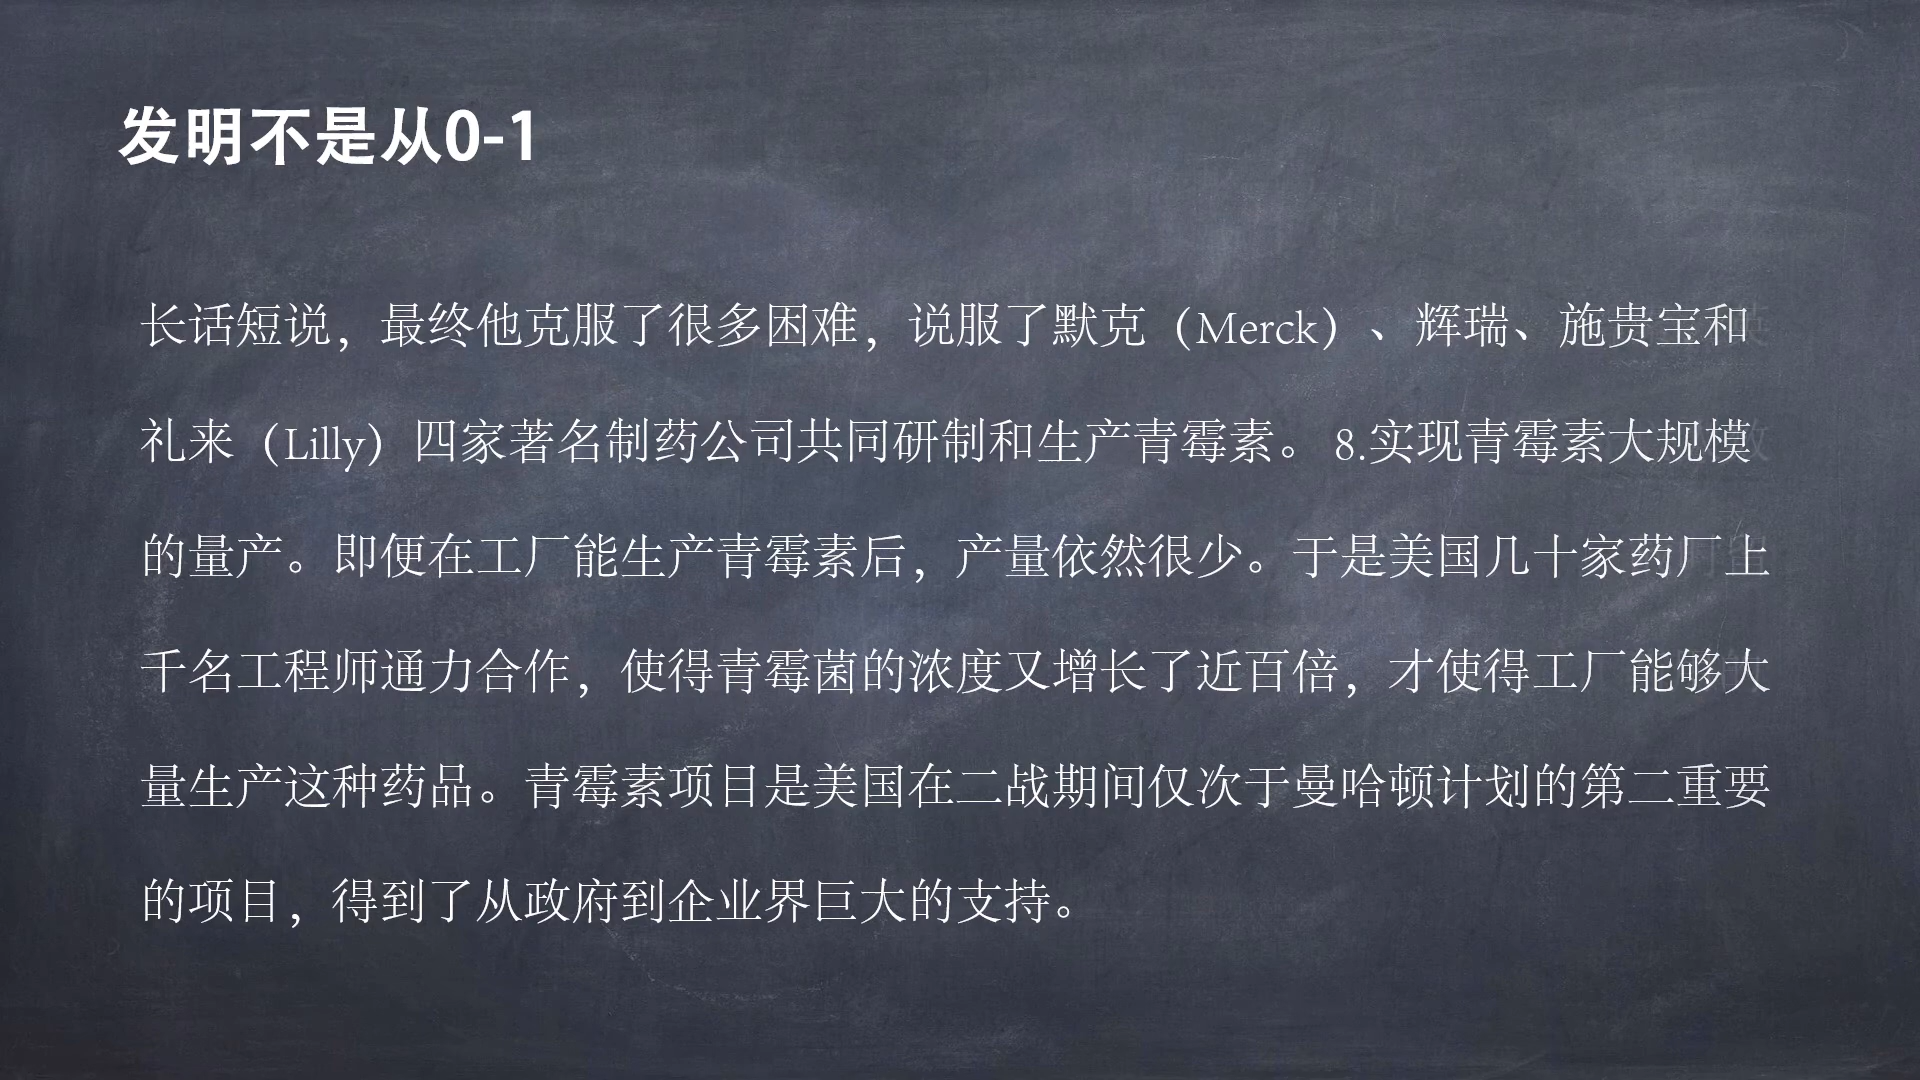 发明不是从0-1
长话短说，最终他克服了很多困难，说服了默克（Merck）、辉瑞、施贵宝和
礼来（Lilly）四家著名制药公司共同研制和生产青霉素。 8.实现青霉素大规模
的量产。即便在工厂能生产青霉素后，产量依然很少。于是美国几十家药厂上
千名工程师通力合作，使得青霉菌的浓度又增长了近百倍，才使得工厂能够大
量生产这种药品。青霉素项目是美国在二战期间仅次于曼哈顿计划的第二重要
的项目，得到了从政府到企业界巨大的支持。